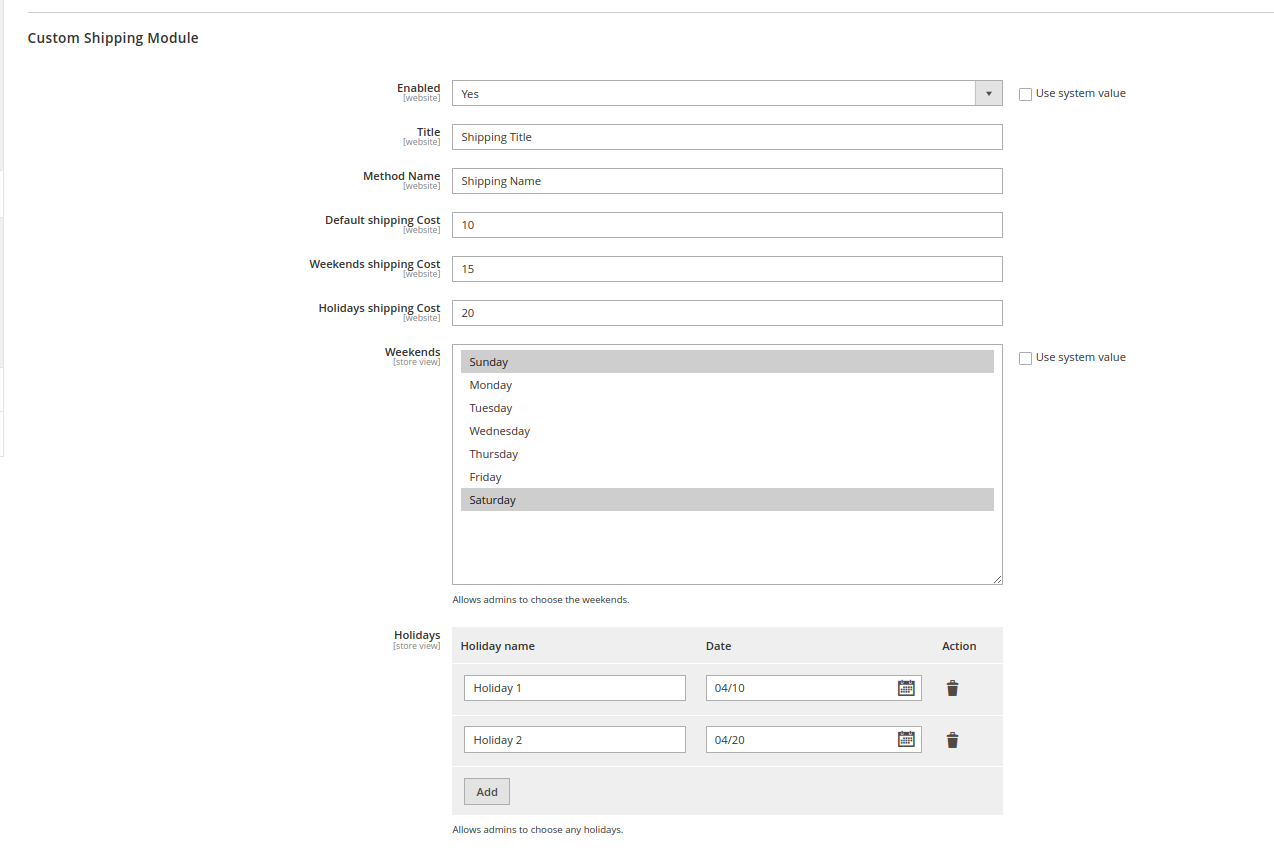 Custom Shipping Module
Enabled
[website]
Yes
Use system value
Title
[website]
Shipping Title
Method Name
[website]
Shipping Name
Default shipping Cost
[website]
10
Weekends shipping Cost
[website]
15
Holidays shipping Cost
[website]
20
Weekends
[store view]
Sunday
Monday
Tuesday
Wednesday
Thursday
Friday
Saturday
Use system value
Allows admins to choose the weekends.
Holidays
[store view]
Holiday name Date Action
Holiday 1 04/10
Holiday 2 04/20
Add
Allows admins to choose any holidays.